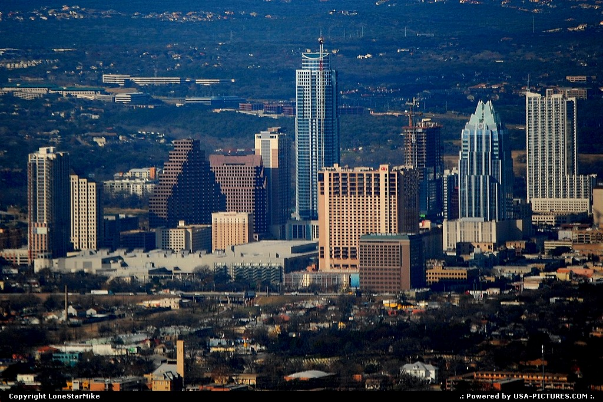 Copyright LoneStarMike
.: Powered by USA-PICTURES.COM :.